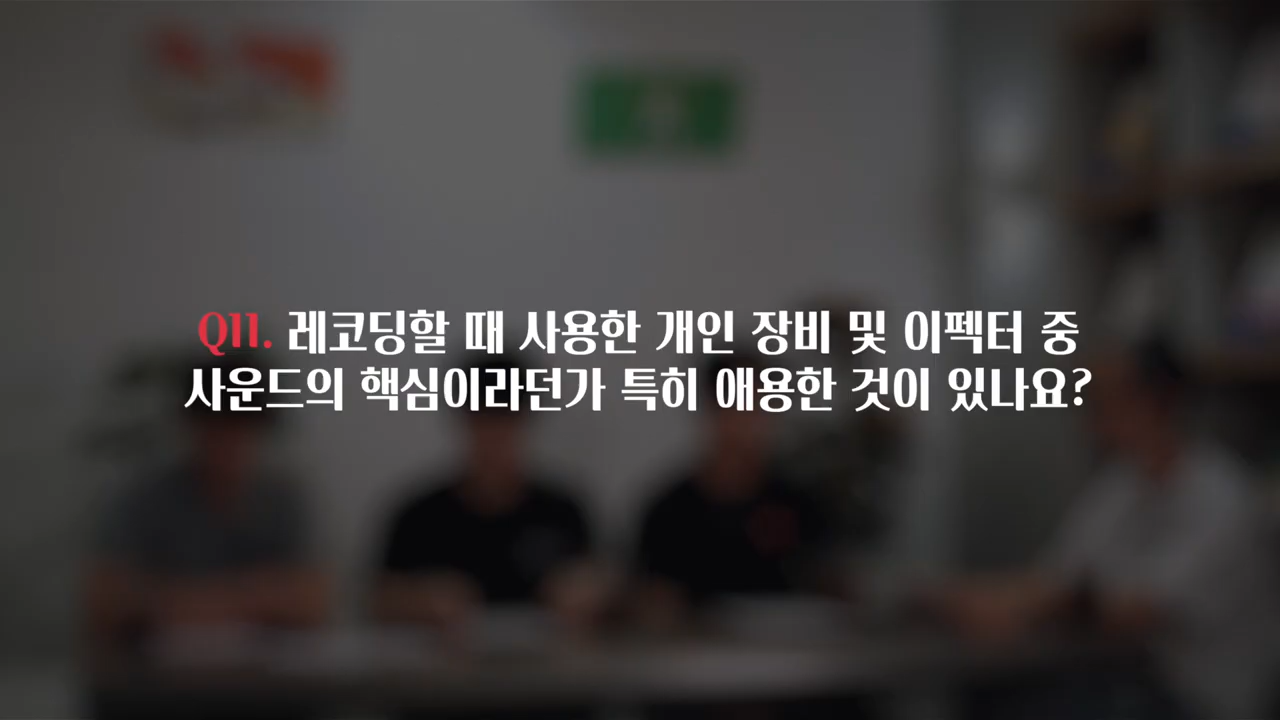 Q11. 레코딩할 때 사용한 개인 장비 및 이펙터 중
사운드의 핵심이라던가 특히 애용한 것이 있나요?